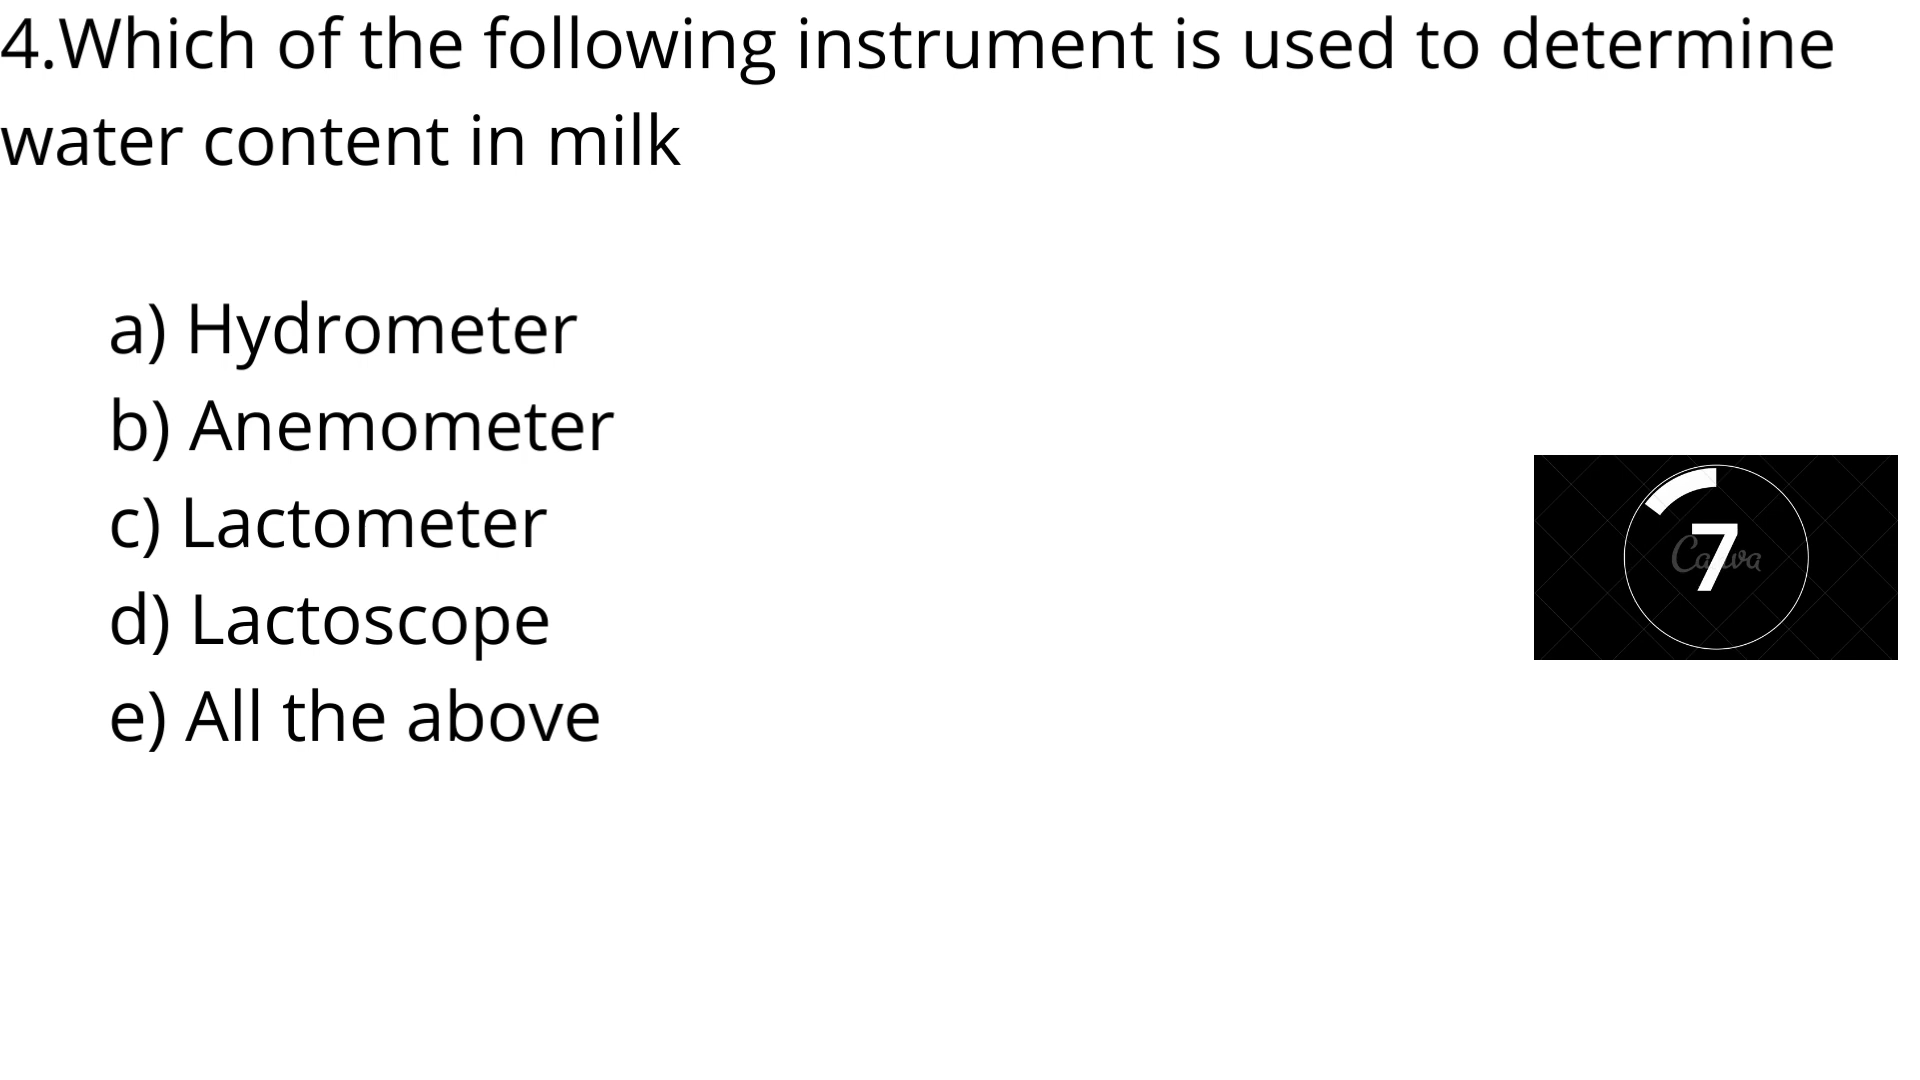 4.Which of the following instrument is used to determine
water content in milk
a) Hydrometer
b) Anemometer
c) Lactometer
d) Lactoscope
e) All the above
7
Canva